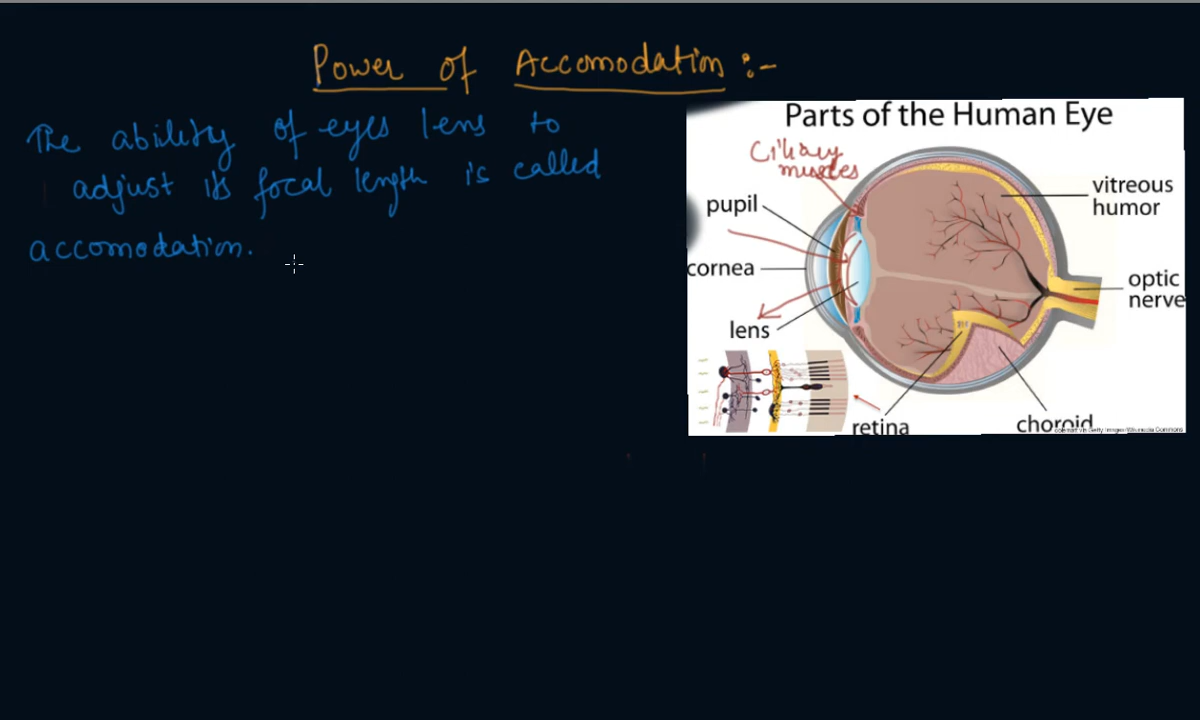 Power of Accomodation :-
The ability of eyes lens to
adjust its focal length is called
accomodation.
Parts of the Human Eye
Ciliary
muscles
pupil
vitreous
humor
cornea
optic
nerve
lens
retina
choroid